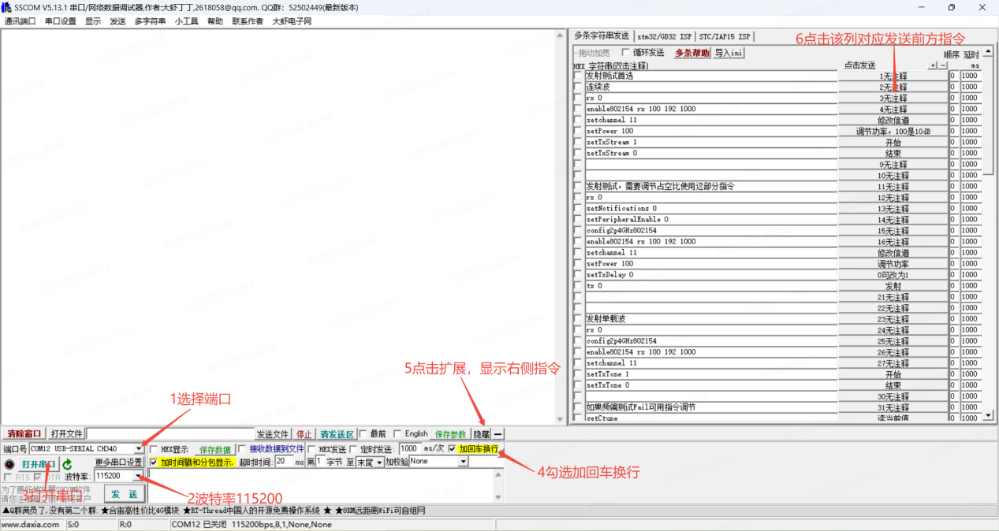 SSCOM V5.13.1 串口/网络数据调试器,作者:大虾丁丁,2618058@qq.com. QQ群: 52502449(最新版本)
通讯端口 串口设置 显示 发送 多字符串 小工具 帮助 联系作者 大虾电子网
多条字符串发送 stm32/GD32 ISP STC/IAP15 ISP
6点击该列对应发送前方指令
拖动加宽 循环发送 多条帮助 导入ini 顺序 延时
HEX 字符串(双击注释) 点击发送 + - ms
发射测试首选 1无注释 0 1000
连续波 2无注释 0 1000
rx 0 3无注释 0 1000
enable802154 rx 100 192 1000 4无注释 0 1000
setchannel 11 修改信道 0 1000
setPower 100 调节功率，100是10dB 0 1000
setTxStream 1 开始 0 1000
setTxStream 0 结束 0 1000
9无注释 0 1000
10无注释 0 1000
发射测试，需要调节占空比使用这部分指令 11无注释 0 1000
rx 0 12无注释 0 1000
setNotifications 0 13无注释 0 1000
setPeripheralEnable 0 14无注释 0 1000
config2p4GHz802154 15无注释 0 1000
enable802154 rx 100 192 1000 16无注释 0 1000
setchannel 11 修改信道 0 1000
setPower 100 调节功率 0 1000
setTxDelay 0 0可改为1 0 1000
tx 0 发射 0 1000
21无注释 0 1000
22无注释 0 1000
发射单载波 23无注释 0 1000
rx 0 24无注释 0 1000
config2p4GHz802154 25无注释 0 1000
enable802154 rx 100 192 1000 26无注释 0 1000
setchannel 11 27无注释 0 1000
setTxTone 1 开始 0 1000
setTxTone 0 结束 0 1000
30无注释 0 1000
如果频偏测试Fail可用指令调节 31无注释 0 1000
getCtune 读当前值 0 1000
5点击扩展，显示右侧指令
1选择端口
清除窗口 打开文件 发送文件 停止 清发送区 最前 English 保存参数 隐藏
端口号 COM12 USB-SERIAL CH340 HEX显示 保存数据 接收数据到文件 HEX发送 定时发送: 1000 ms/次 加回车换行
打开串口 更多串口设置 加时间戳和分包显示, 超时时间: 20 ms 第 1 字节 至 末尾 加校验 None
RTS DTR 波特率: 115200
4勾选加回车换行
3打开串口
2波特率115200
为了更好地发展SSCOM软件
发 送
▲Q群满员了,没有第二个群. ★合宙高性价比4G模块 ★RT-Thread中国人的开源免费操作系统 ★ ★8KM远距离WiFi可自组网
www.daxia.com S:0 R:0 COM12 已关闭 115200bps,8,1,None,None